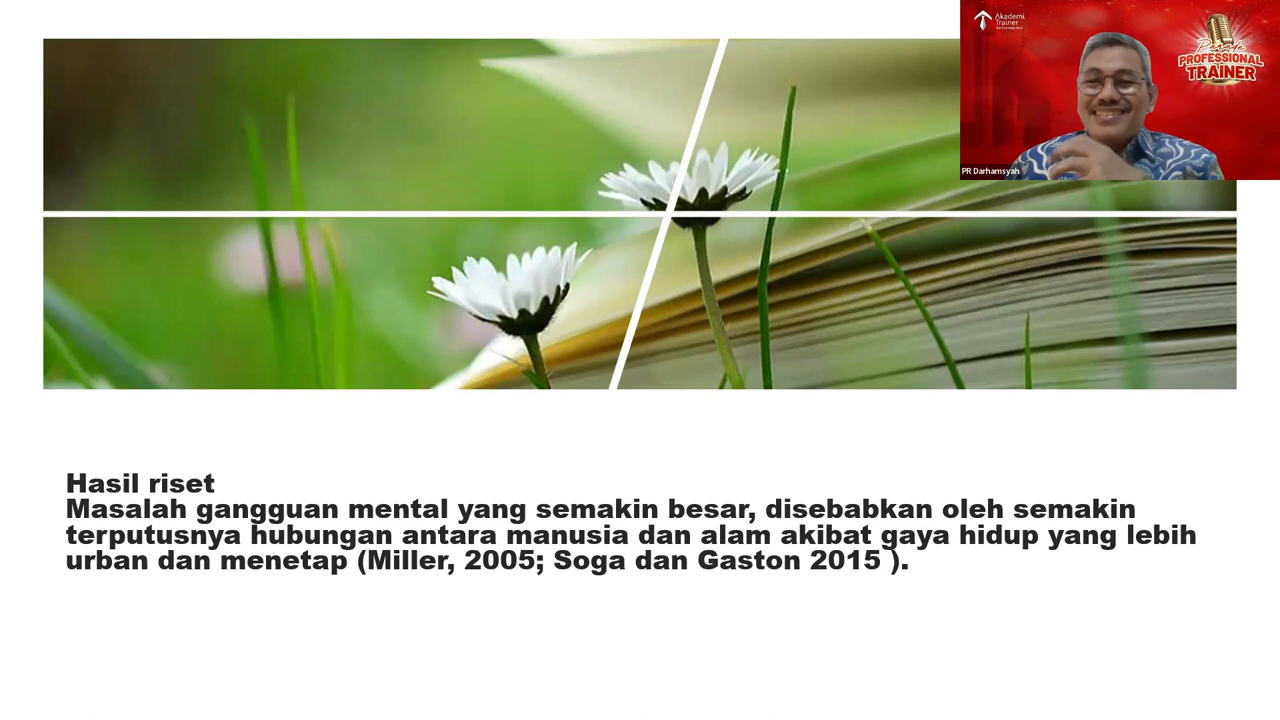 Akademi
Trainer
PROFESSIONAL
TRAINER
PR Darhamsyah
Hasil riset
Masalah gangguan mental yang semakin besar, disebabkan oleh semakin
terputusnya hubungan antara manusia dan alam akibat gaya hidup yang lebih
urban dan menetap (Miller, 2005; Soga dan Gaston 2015 ).